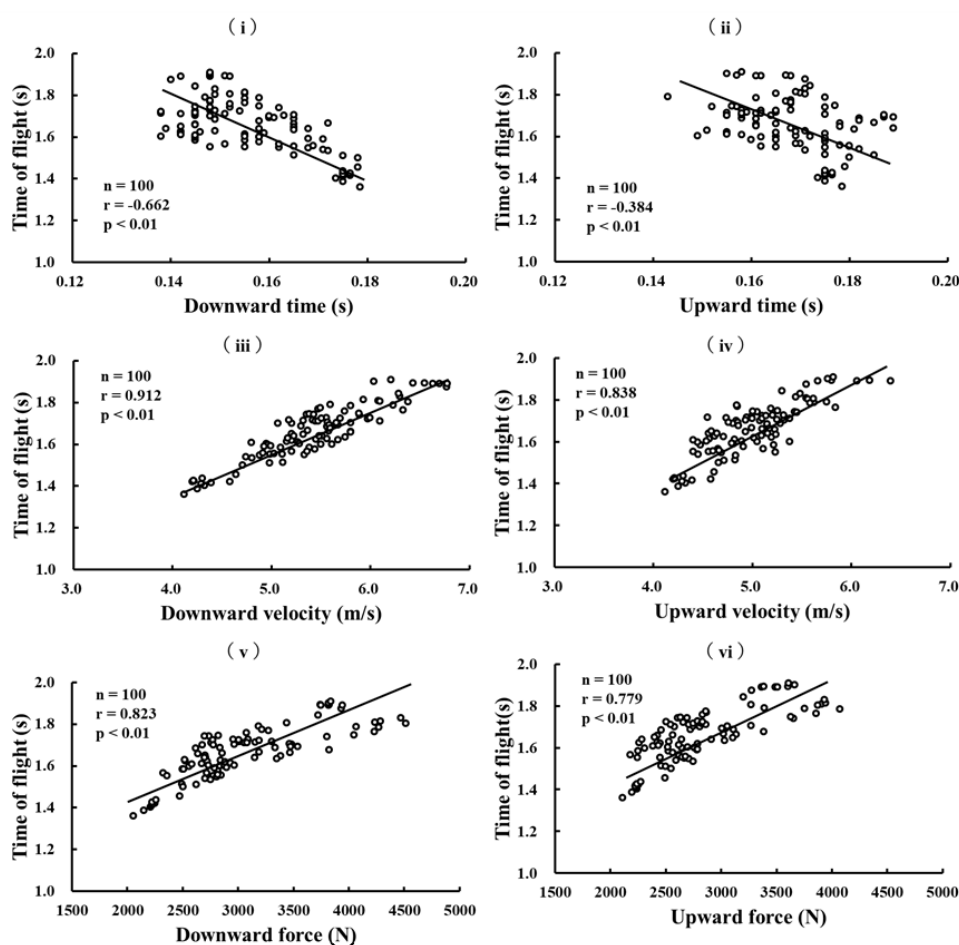 ( i )
Time of flight (s)
2.0
1.8
1.6
1.4
1.2
1.0
n = 100
r = -0.662
p < 0.01
0.12 0.14 0.16 0.18 0.20
Downward time (s)
( ii )
Time of flight (s)
2.0
1.8
1.6
1.4
1.2
1.0
n = 100
r = -0.384
p < 0.01
0.12 0.14 0.16 0.18 0.20
Upward time (s)
( iii )
Time of flight (s)
2.0
1.8
1.6
1.4
1.2
1.0
n = 100
r = 0.912
p < 0.01
3.0 4.0 5.0 6.0 7.0
Downward velocity (m/s)
( iv )
Time of flight (s)
2.0
1.8
1.6
1.4
1.2
1.0
n = 100
r = 0.838
p < 0.01
3.0 4.0 5.0 6.0 7.0
Upward velocity (m/s)
( v )
Time of flight (s)
2.0
1.8
1.6
1.4
1.2
1.0
n = 100
r = 0.823
p < 0.01
1500 2000 2500 3000 3500 4000 4500 5000
Downward force (N)
( vi )
Time of flight(s)
2.0
1.8
1.6
1.4
1.2
1.0
n = 100
r = 0.779
p < 0.01
1500 2000 2500 3000 3500 4000 4500 5000
Upward force (N)